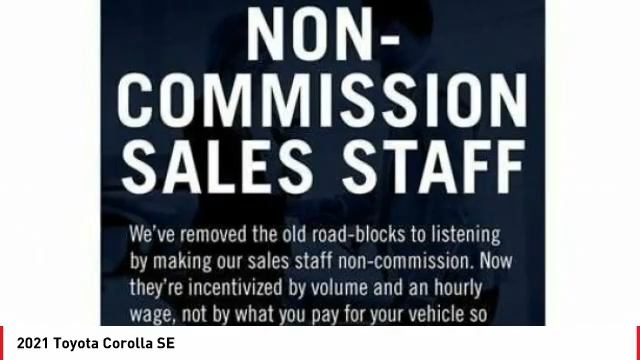 NON-
COMMISSION
SALES STAFF
We've removed the old road-blocks to listening
by making our sales staff non-commission. Now
they're incentivized by volume and an hourly
wage, not by what you pay for your vehicle so
2021 Toyota Corolla SE